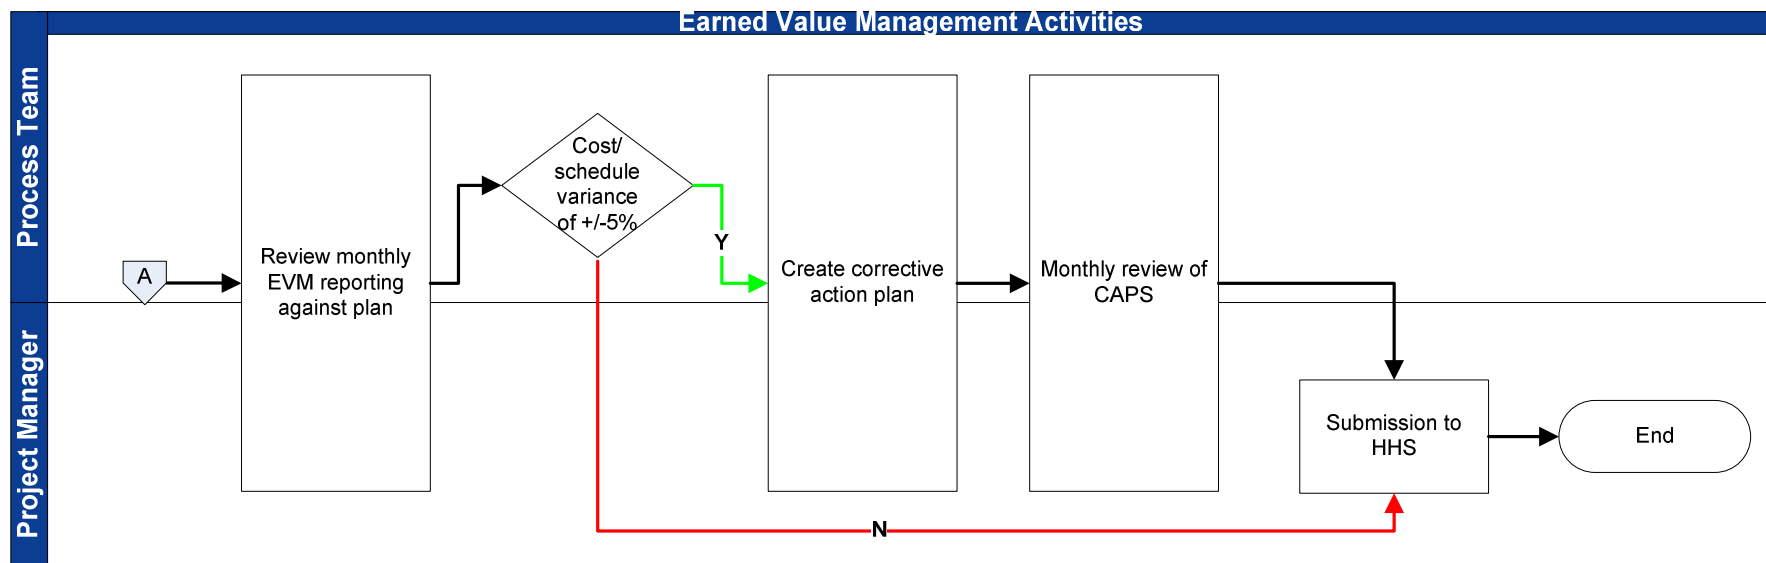 Earned Value Management Activities
Process Team
Project Manager
A
Review monthly
EVM reporting
against plan
Cost/
schedule
variance
of +/-5%
Y
Create corrective
action plan
Monthly review of
CAPS
Submission to
HHS
End
N